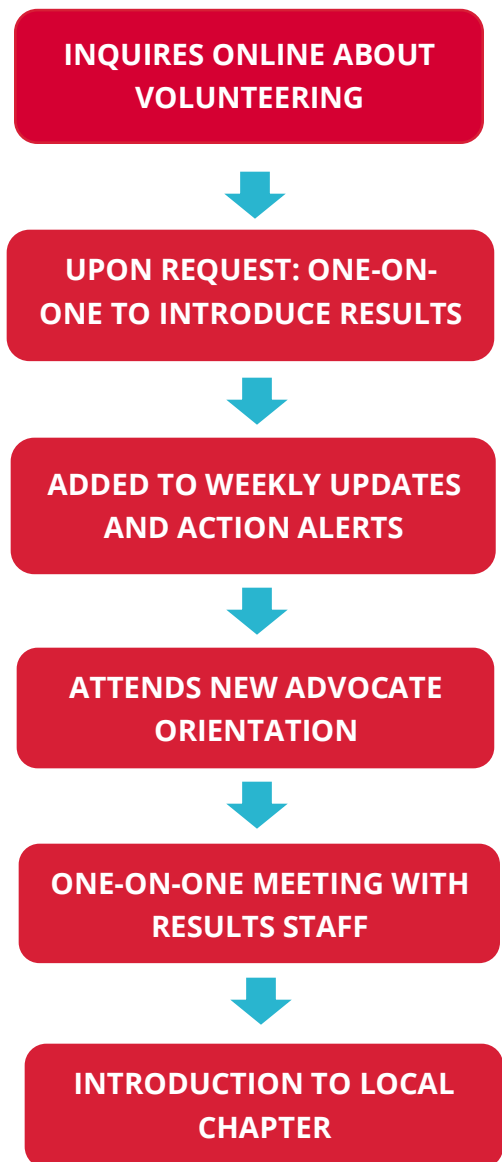 INQUIRES ONLINE ABOUT
VOLUNTEERING
UPON REQUEST: ONE-ON-
ONE TO INTRODUCE RESULTS
ADDED TO WEEKLY UPDATES
AND ACTION ALERTS
ATTENDS NEW ADVOCATE
ORIENTATION
ONE-ON-ONE MEETING WITH
RESULTS STAFF
INTRODUCTION TO LOCAL
CHAPTER